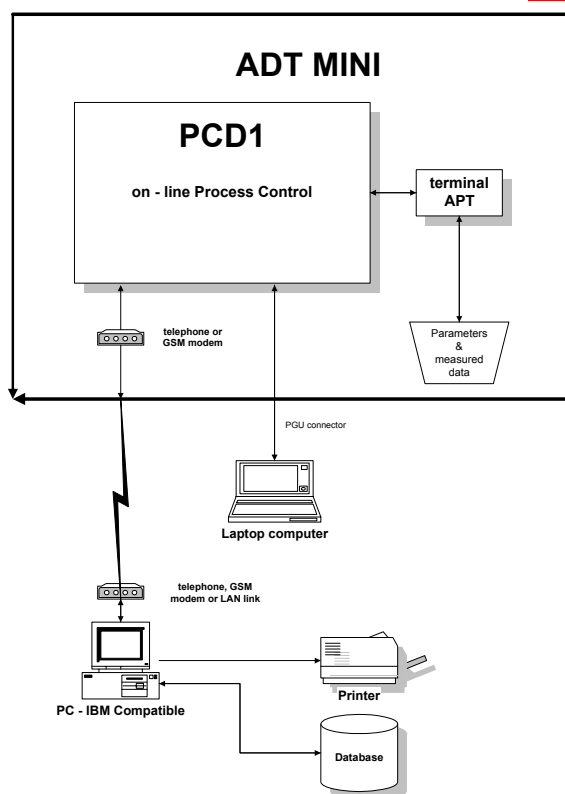 ADT MINI
PCD1
on - line Process Control
terminal
APT
telephone or
GSM modem
Parameters
&
measured
data
PGU connector
Laptop computer
telephone, GSM
modem or LAN link
PC - IBM Compatible
Printer
Database